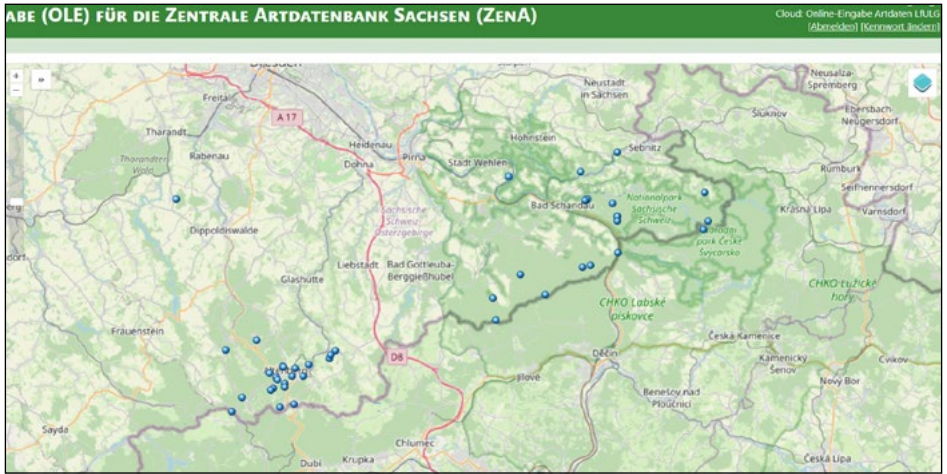 ABE (OLE) FÜR DIE ZENTRALE ARTDATENBANK SACHSEN (ZENA)
Cloud: Online-Eingabe Artdaten LfULG
[Abmelden] [Kennwort ändern]
+
»
−
Dresden
Neustadt
in Sachsen
Neusalza-
Spremberg
Freital
A 17
Šluknov
Ebersbach-
Neugersdorf
Tharandt
Heidenau
Hohnstein
Sebnitz
Tharandter
Wald
Rabenau
Dohna
Pirna
Stadt Wehlen
Rumburk
Seifhennersdorf
Bad Schandau
Nationalpark
Sächsische
Schweiz
Krásná Lípa
Varnsdorf
Sächsische
Schweiz-
Osterzgebirge
Dippoldiswalde
Národní
park České
Švýcarsko
dorf
Liebstadt
Bad Gottleuba-
Berggießhübel
Glashütte
CHKO Lužické
hory
CHKO Labské
pískovce
Frauenstein
Česká Kamenice
D8
Děčín
Kamenický
Šenov
Cvikov
Jílové
Nový Bor
Benešov nad
Ploučnicí
Sayda
Chlumec
Dubí
Krupka
Česká Lípa